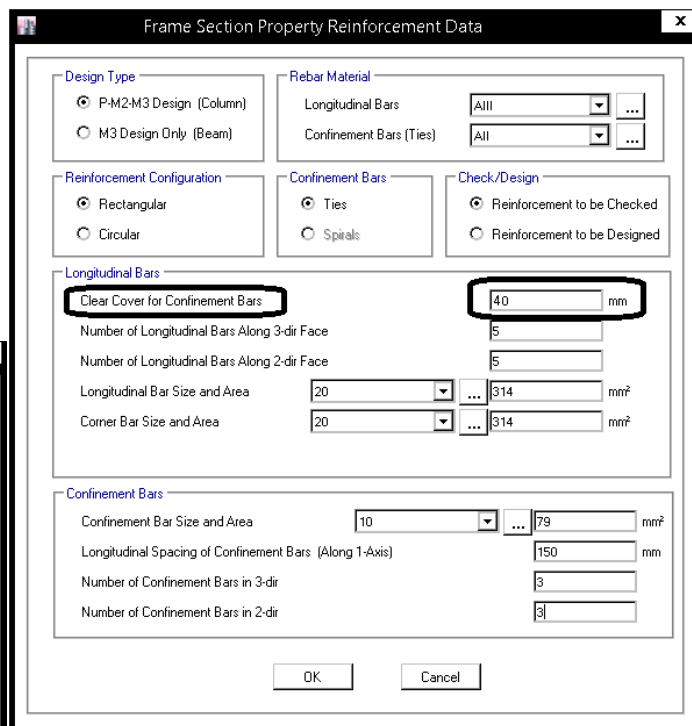 Frame Section Property Reinforcement Data
x
Design Type
P-M2-M3 Design (Column)
M3 Design Only (Beam)
Rebar Material
Longitudinal Bars AIII ...
Confinement Bars (Ties) AII ...
Reinforcement Configuration
Rectangular
Circular
Confinement Bars
Ties
Spirals
Check/Design
Reinforcement to be Checked
Reinforcement to be Designed
Longitudinal Bars
Clear Cover for Confinement Bars 40 mm
Number of Longitudinal Bars Along 3-dir Face 5
Number of Longitudinal Bars Along 2-dir Face 5
Longitudinal Bar Size and Area 20 ... 314 mm²
Corner Bar Size and Area 20 ... 314 mm²
Confinement Bars
Confinement Bar Size and Area 10 ... 79 mm²
Longitudinal Spacing of Confinement Bars (Along 1-Axis) 150 mm
Number of Confinement Bars in 3-dir 3
Number of Confinement Bars in 2-dir 3
OK Cancel